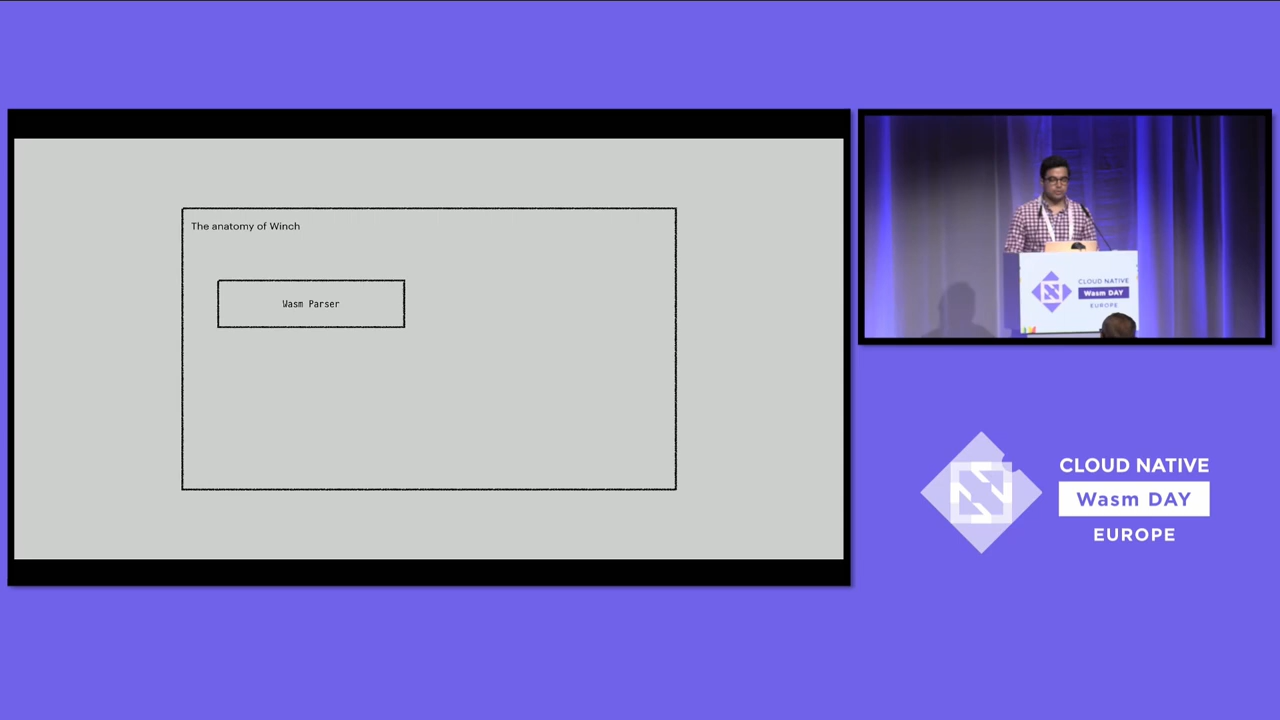 The anatomy of Winch
Wasm Parser
CLOUD NATIVE
Wasm DAY
EUROPE
CLOUD NATIVE
Wasm DAY
EUROPE